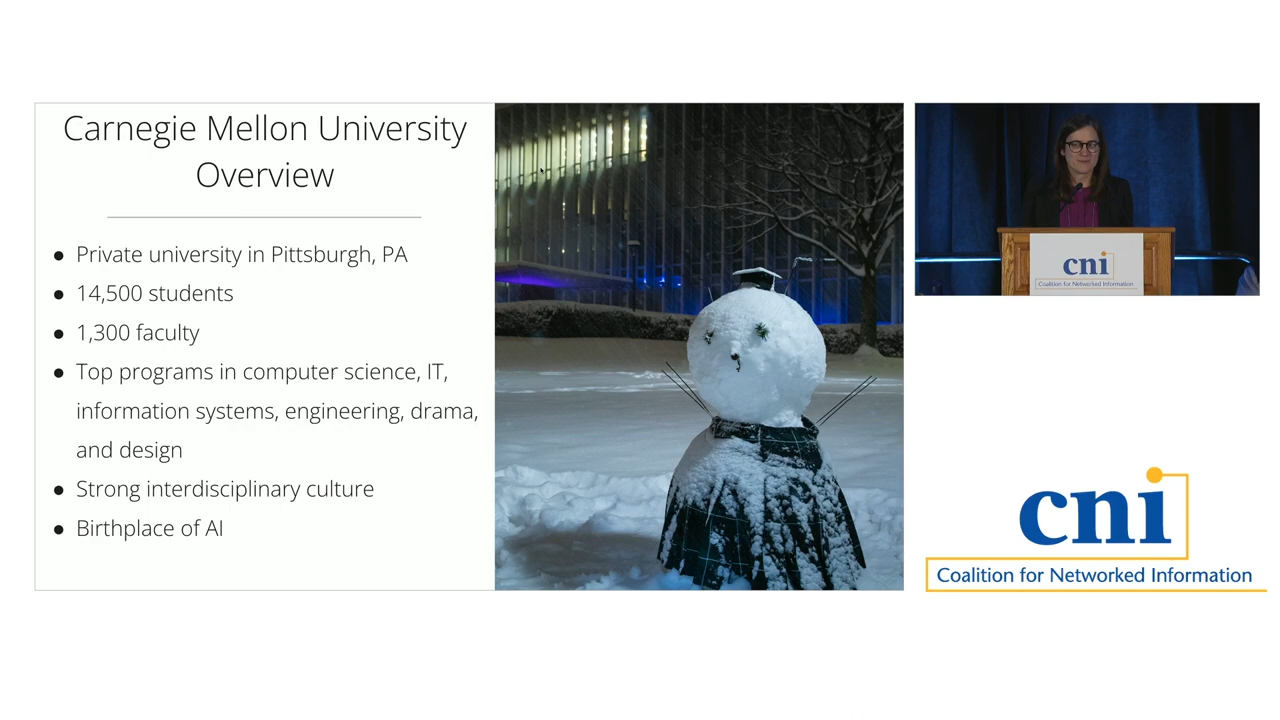 Carnegie Mellon University
Overview
● Private university in Pittsburgh, PA
● 14,500 students
● 1,300 faculty
● Top programs in computer science, IT,
information systems, engineering, drama,
and design
● Strong interdisciplinary culture
● Birthplace of AI
cni
Coalition for Networked Information
cni
Coalition for Networked Information